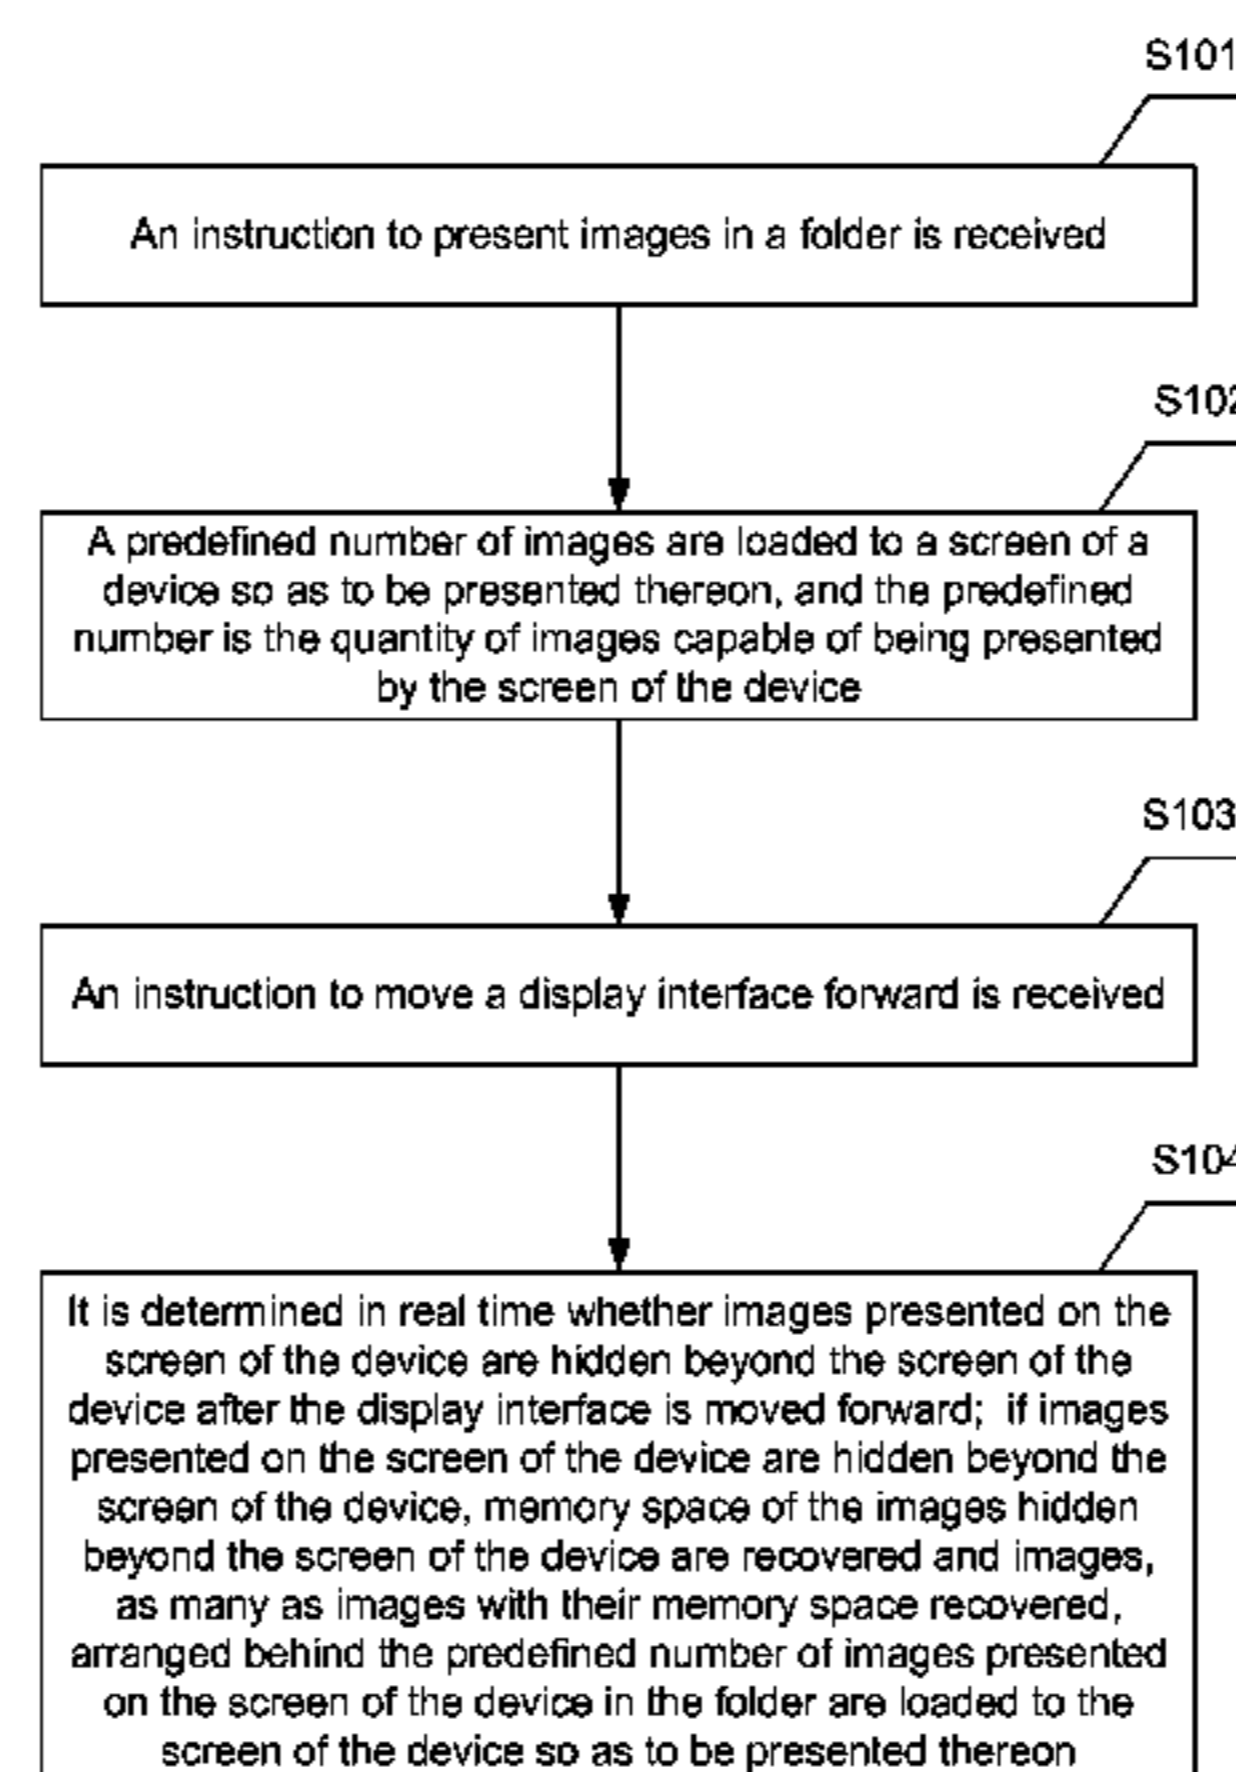 S101
An instruction to present images in a folder is received
S102
A predefined number of images are loaded to a screen of a
device so as to be presented thereon, and the predefined
number is the quantity of images capable of being presented
by the screen of the device
S103
An instruction to move a display interface forward is received
S104
It is determined in real time whether images presented on the
screen of the device are hidden beyond the screen of the
device after the display interface is moved forward; if images
presented on the screen of the device are hidden beyond the
screen of the device, memory space of the images hidden
beyond the screen of the device are recovered and images,
as many as images with their memory space recovered,
arranged behind the predefined number of images presented
on the screen of the device in the folder are loaded to the
screen of the device so as to be presented thereon